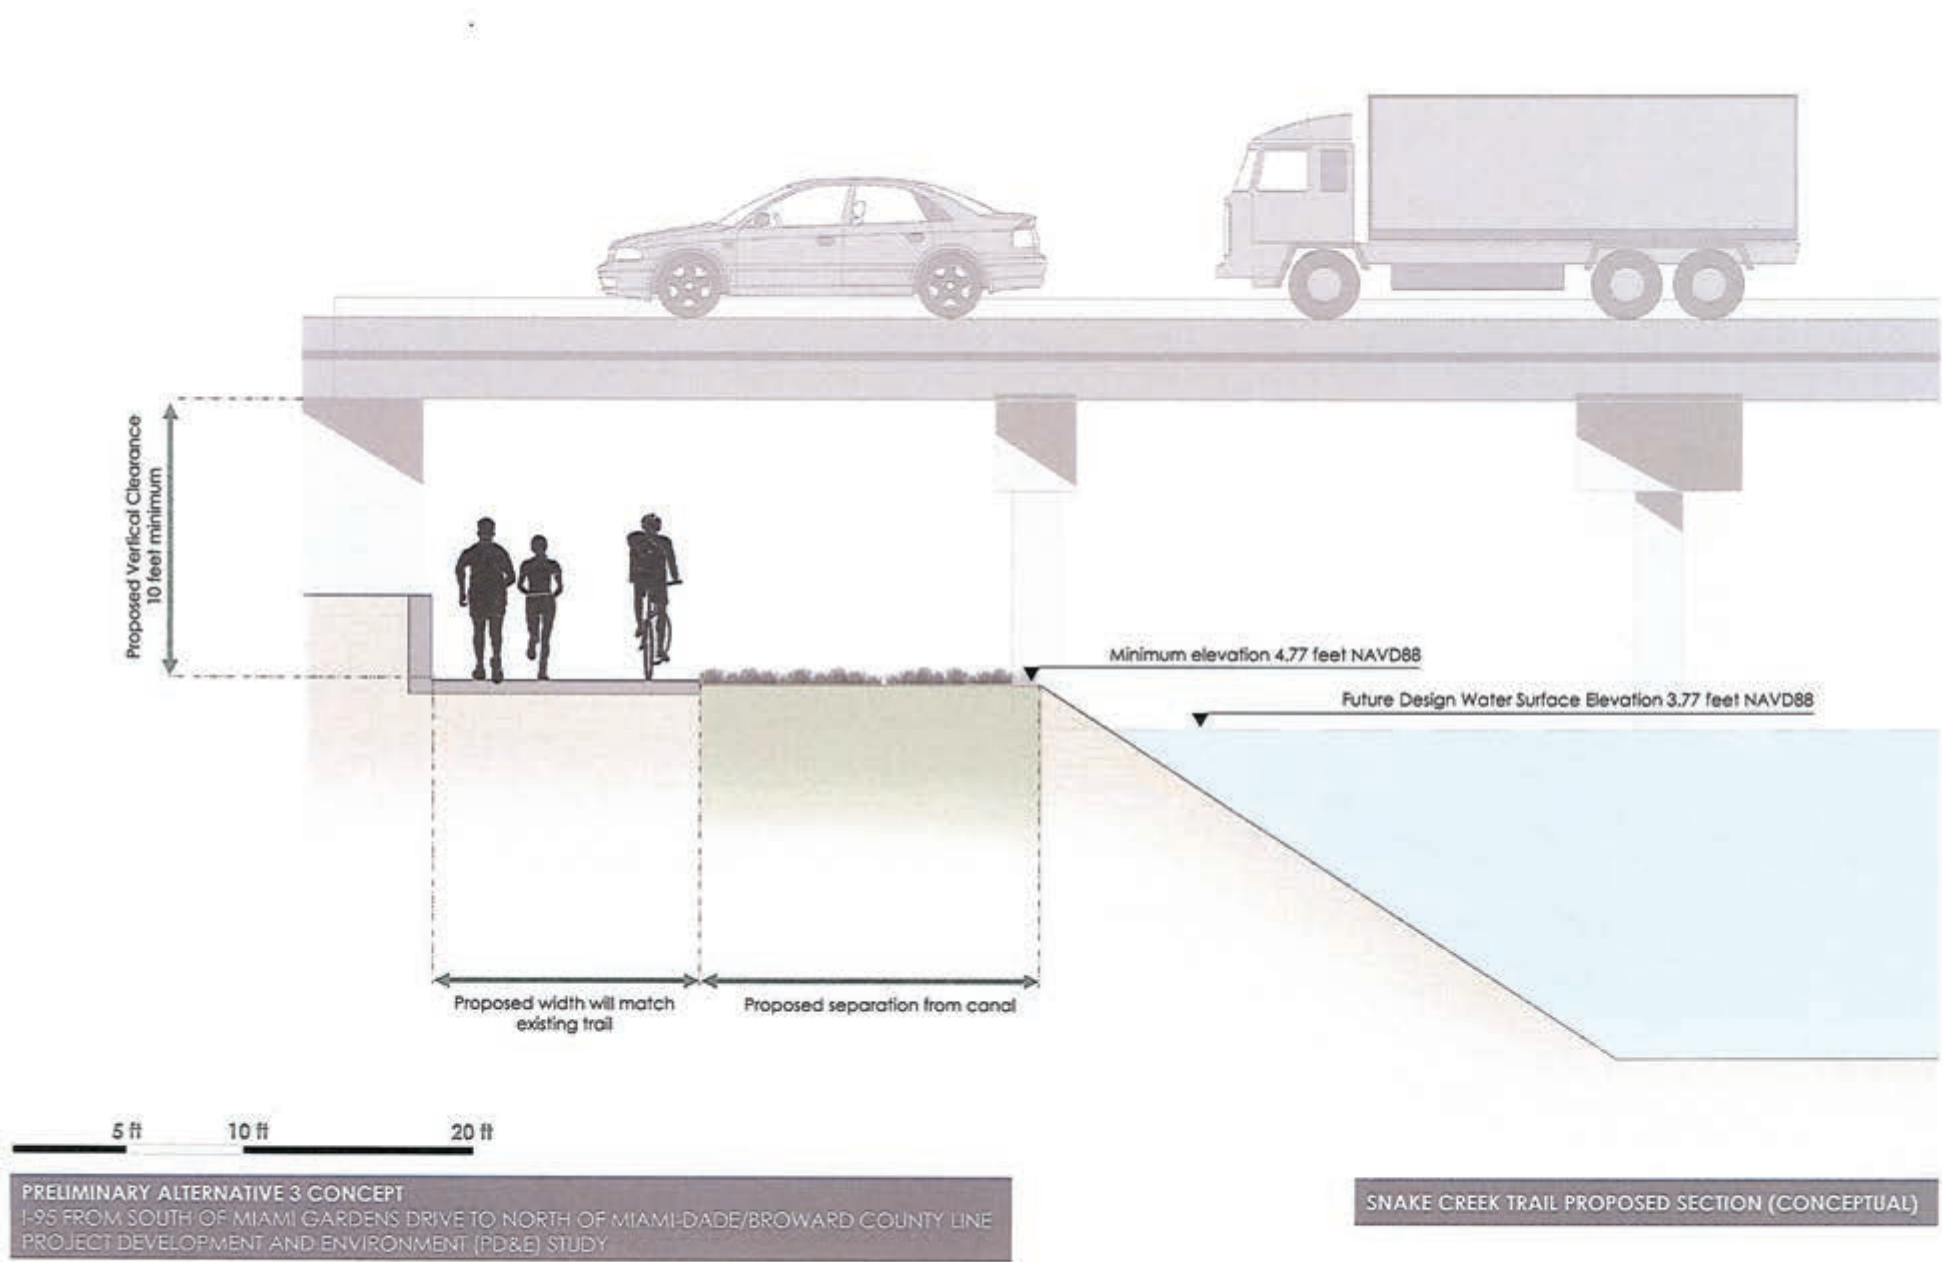 Proposed Vertical Clearance
10 feet minimum
Minimum elevation 4.77 feet NAVD88
Future Design Water Surface Elevation 3.77 feet NAVD88
Proposed width will match
existing trail
Proposed separation from canal
5 ft
10 ft
20 ft
PRELIMINARY ALTERNATIVE 3 CONCEPT
I-95 FROM SOUTH OF MIAMI GARDENS DRIVE TO NORTH OF MIAMI-DADE/BROWARD COUNTY LINE
PROJECT DEVELOPMENT AND ENVIRONMENT (PD&E) STUDY
SNAKE CREEK TRAIL PROPOSED SECTION (CONCEPTUAL)